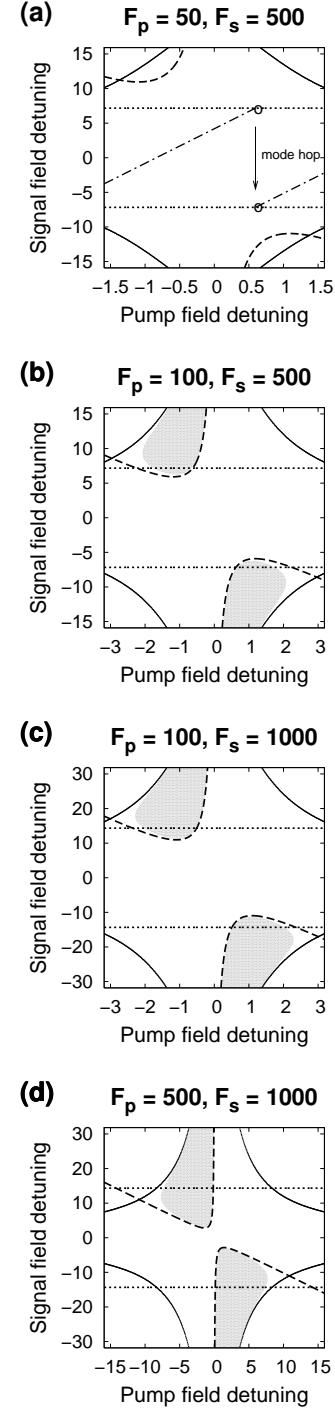 (a)
F_p = 50, F_s = 500
Signal field detuning
15
10
5
0
−5
−10
−15
mode hop
−1.5 −1 −0.5 0 0.5 1 1.5
Pump field detuning
(b)
F_p = 100, F_s = 500
Signal field detuning
15
10
5
0
−5
−10
−15
−3 −2 −1 0 1 2 3
Pump field detuning
(c)
F_p = 100, F_s = 1000
Signal field detuning
30
20
10
0
−10
−20
−30
−3 −2 −1 0 1 2 3
Pump field detuning
(d)
F_p = 500, F_s = 1000
Signal field detuning
30
20
10
0
−10
−20
−30
−15 −10 −5 0 5 10 15
Pump field detuning